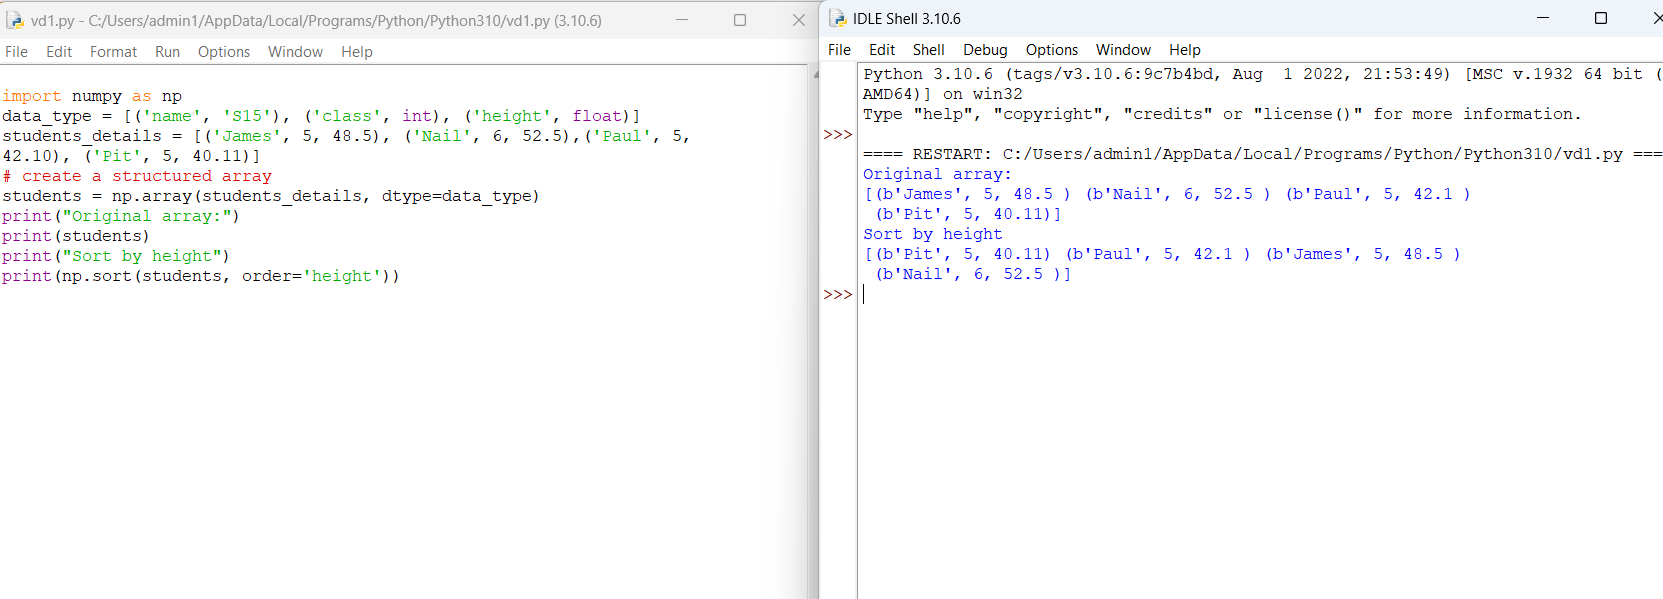 vd1.py - C:/Users/admin1/AppData/Local/Programs/Python/Python310/vd1.py (3.10.6)
File Edit Format Run Options Window Help
import numpy as np
data_type = [('name', 'S15'), ('class', int), ('height', float)]
students_details = [('James', 5, 48.5), ('Nail', 6, 52.5),('Paul', 5,
42.10), ('Pit', 5, 40.11)]
# create a structured array
students = np.array(students_details, dtype=data_type)
print("Original array:")
print(students)
print("Sort by height")
print(np.sort(students, order='height'))
IDLE Shell 3.10.6
File Edit Shell Debug Options Window Help
Python 3.10.6 (tags/v3.10.6:9c7b4bd, Aug  1 2022, 21:53:49) [MSC v.1932 64 bit (
AMD64)] on win32
Type "help", "copyright", "credits" or "license()" for more information.
>>>
==== RESTART: C:/Users/admin1/AppData/Local/Programs/Python/Python310/vd1.py ===
Original array:
[(b'James', 5, 48.5 ) (b'Nail', 6, 52.5 ) (b'Paul', 5, 42.1 )
 (b'Pit', 5, 40.11)]
Sort by height
[(b'Pit', 5, 40.11) (b'Paul', 5, 42.1 ) (b'James', 5, 48.5 )
 (b'Nail', 6, 52.5 )]
>>>